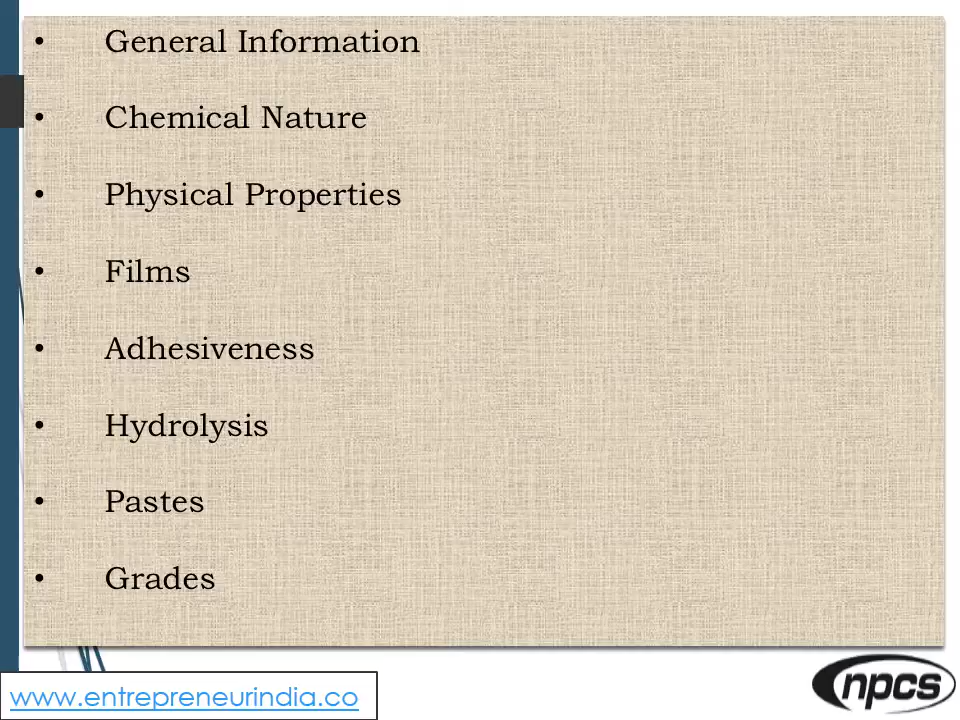 • General Information
• Chemical Nature
• Physical Properties
• Films
• Adhesiveness
• Hydrolysis
• Pastes
• Grades
www.entrepreneurindia.co
npcs